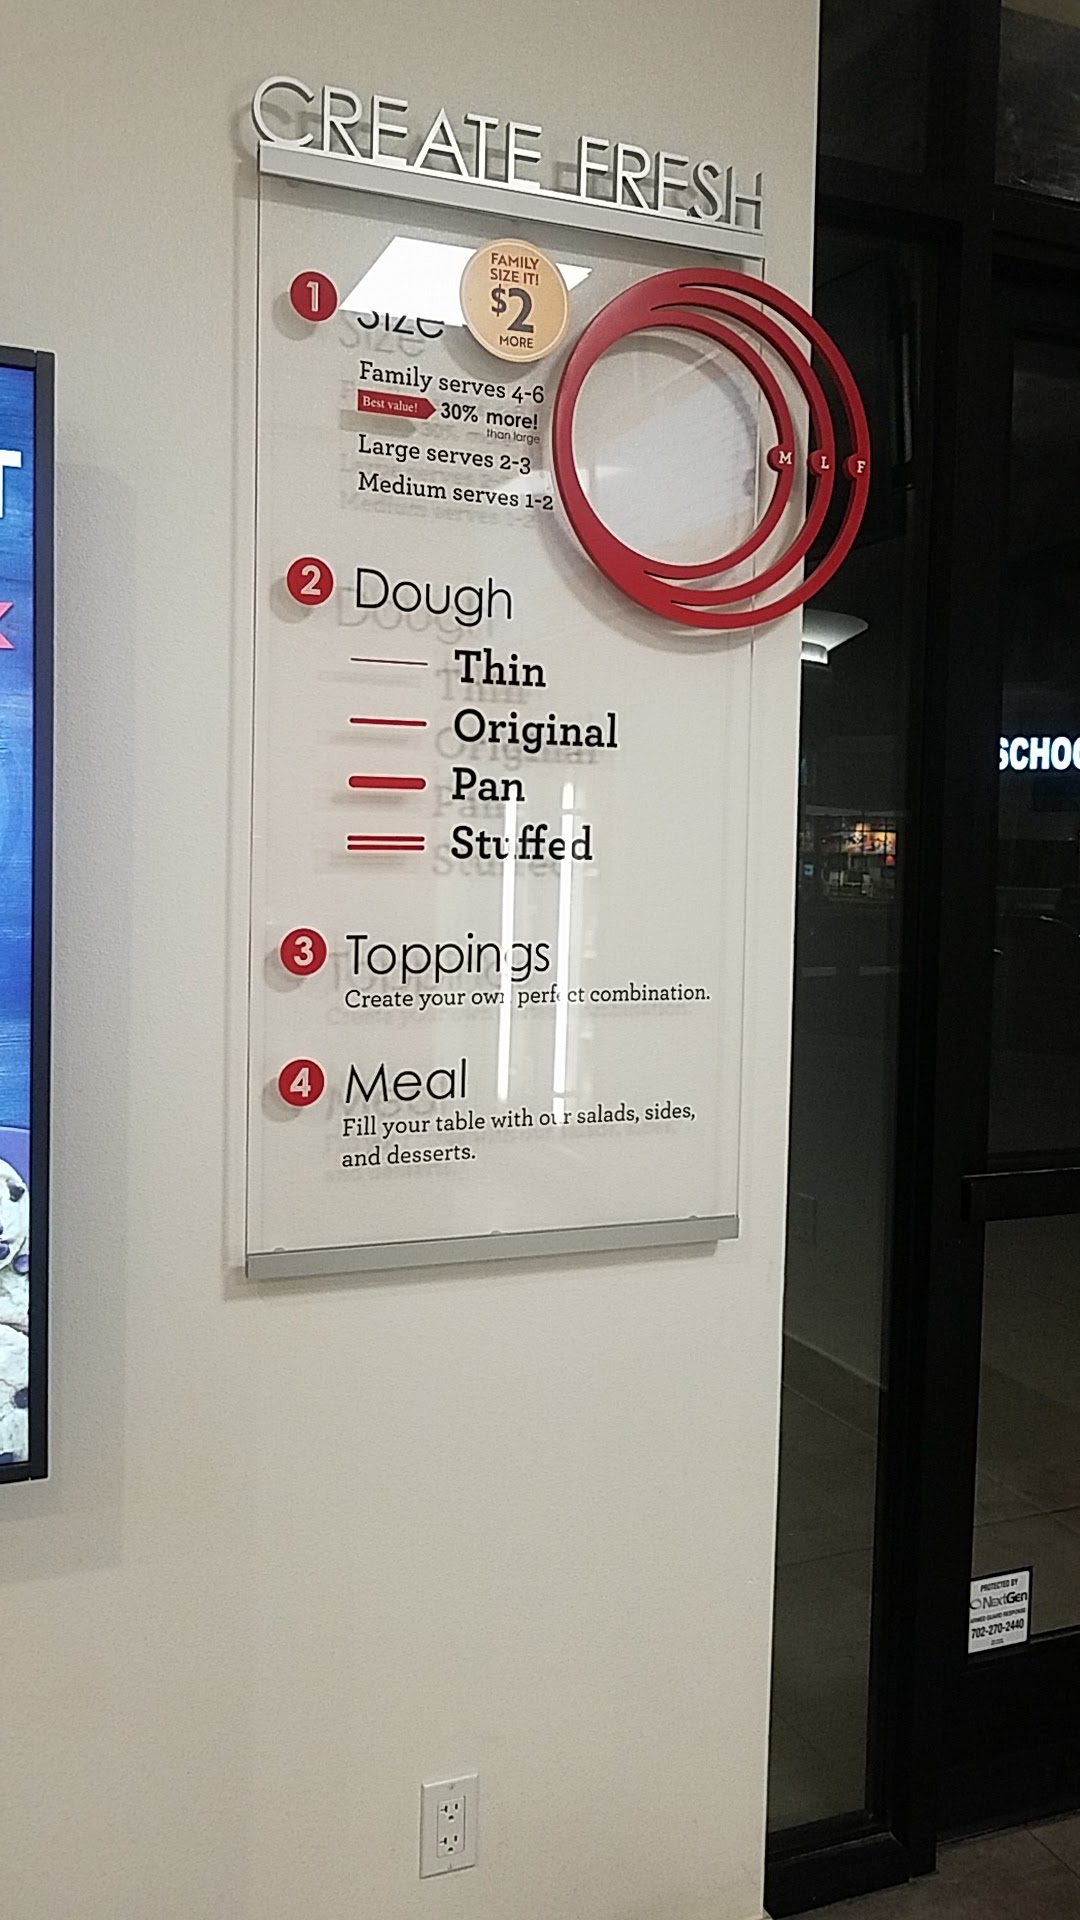 CREATE FRESH
1 Size
FAMILY
SIZE IT!
$2
MORE
Family serves 4-6
Best value! 30% more!
than large
Large serves 2-3
Medium serves 1-2
M L F
2 Dough
Thin
Original
Pan
Stuffed
3 Toppings
Create your own perfect combination.
4 Meal
Fill your table with our salads, sides,
and desserts.
T
PROTECTED BY
NextGen
ARMED GUARD RESPONSE
702-270-2440